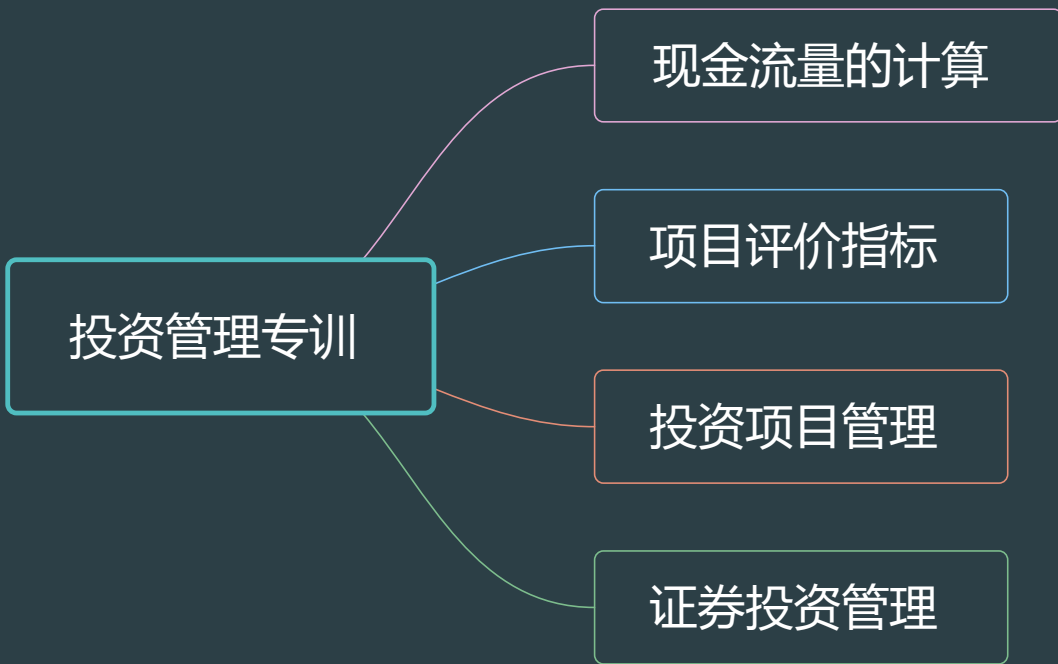 投资管理专训
现金流量的计算
项目评价指标
投资项目管理
证券投资管理